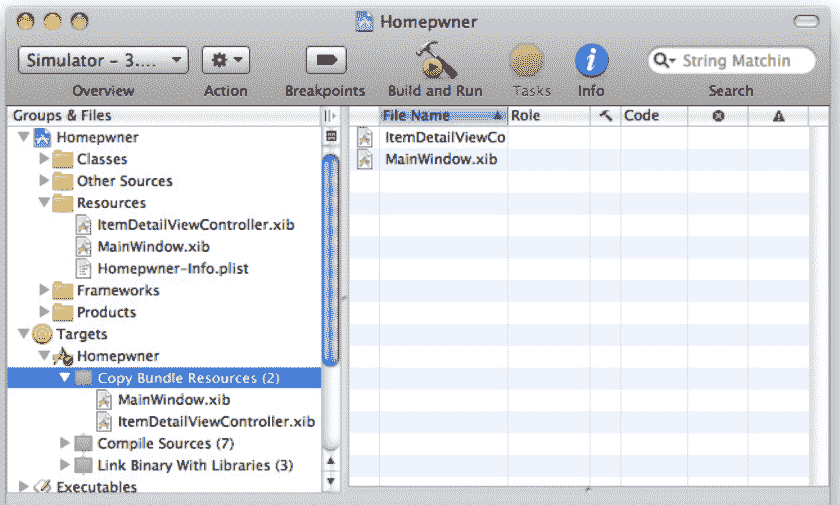 Homepwner
Simulator – 3....
Overview
Action
Breakpoints
Build and Run
Tasks
Info
String Matchin
Search
Groups & Files
Homepwner
Classes
Other Sources
Resources
ItemDetailViewController.xib
MainWindow.xib
Homepwner-Info.plist
Frameworks
Products
Targets
Homepwner
Copy Bundle Resources (2)
MainWindow.xib
ItemDetailViewController.xib
Compile Sources (7)
Link Binary With Libraries (3)
Executables
File Name Role Code
ItemDetailViewCo
MainWindow.xib